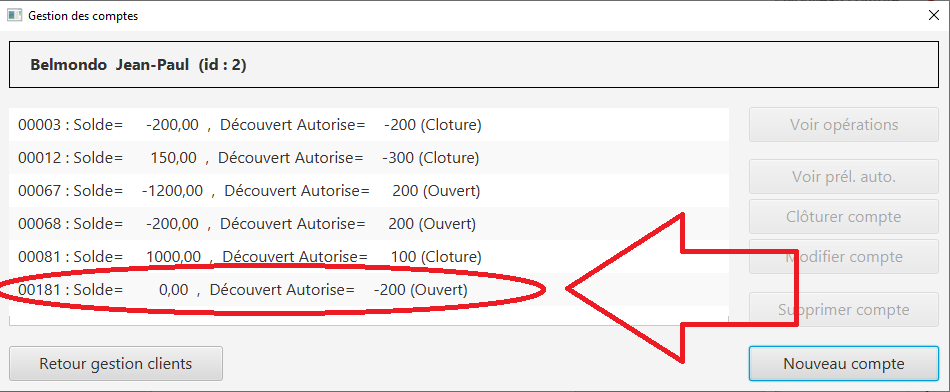 Gestion des comptes
Belmondo Jean-Paul (id : 2)
00003 : Solde= -200,00 , Découvert Autorise= -200 (Cloture)
00012 : Solde= 150,00 , Découvert Autorise= -300 (Cloture)
00067 : Solde= -1200,00 , Découvert Autorise= 200 (Ouvert)
00068 : Solde= -200,00 , Découvert Autorise= 200 (Ouvert)
00081 : Solde= 1000,00 , Découvert Autorise= 100 (Cloture)
00181 : Solde= 0,00 , Découvert Autorise= -200 (Ouvert)
Voir opérations
Voir prél. auto.
Clôturer compte
Modifier compte
Supprimer compte
Retour gestion clients
Nouveau compte